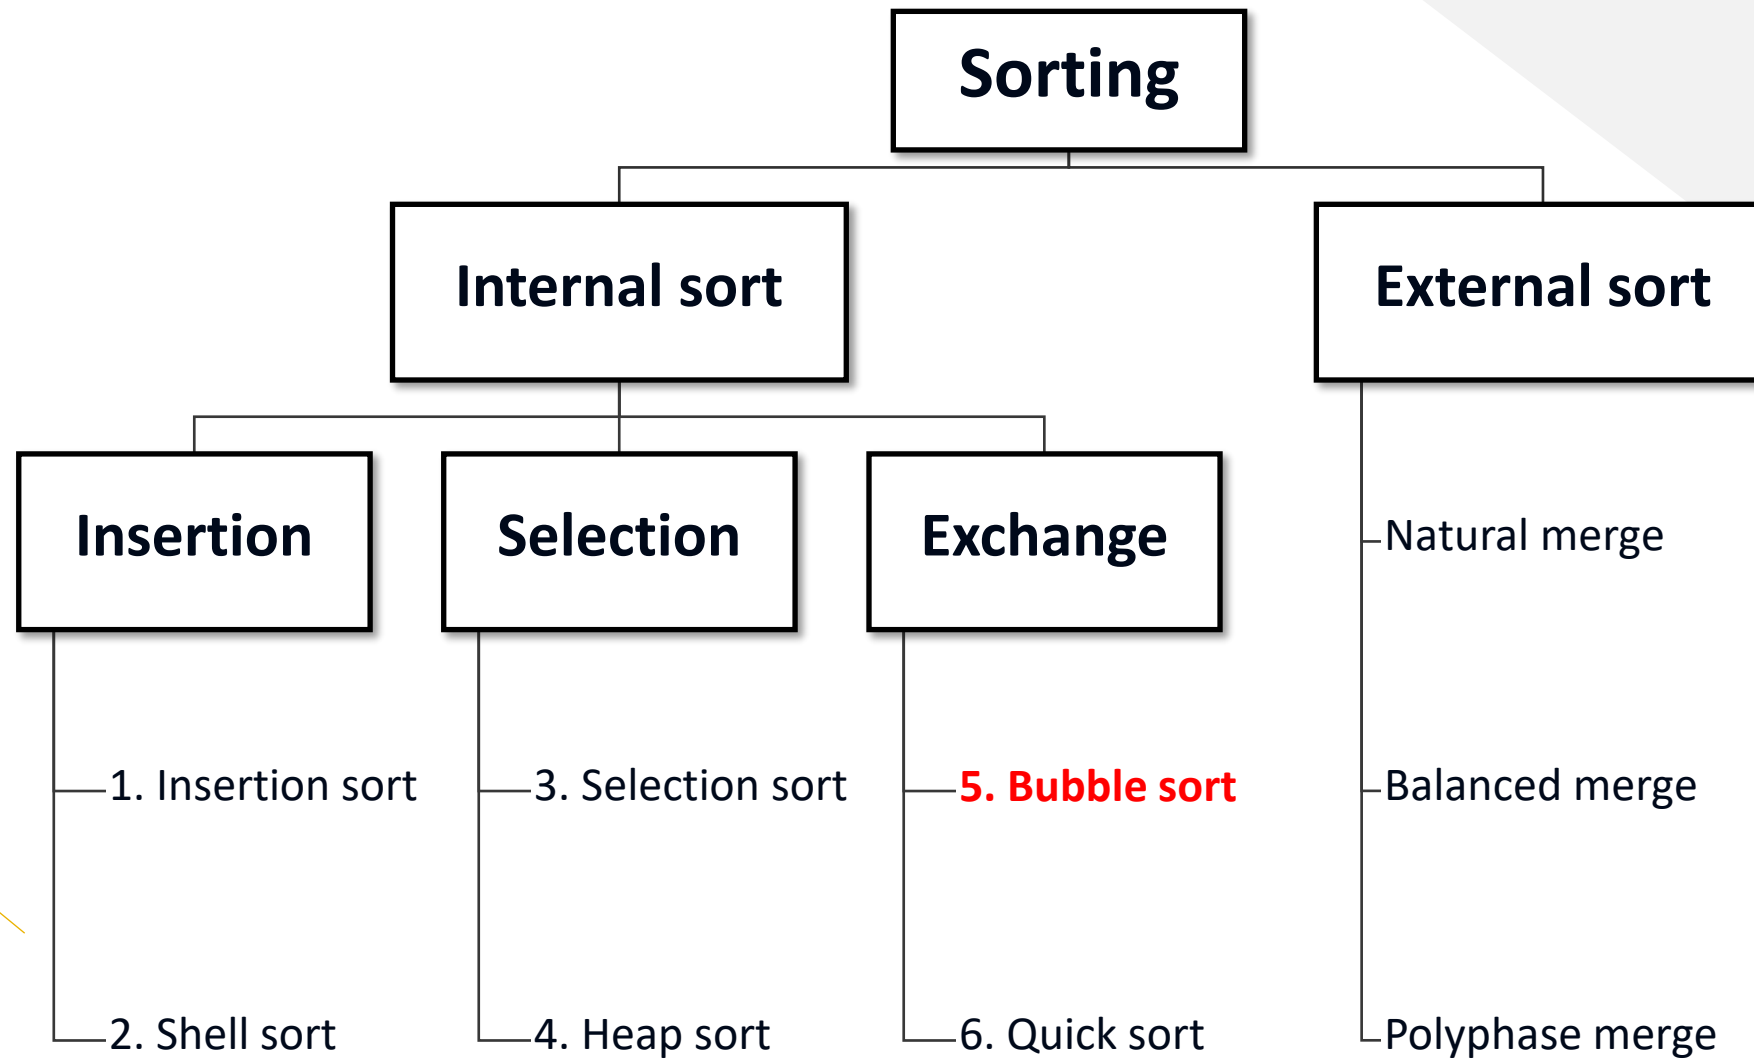 Sorting
Internal sort
External sort
Insertion
Selection
Exchange
Natural merge
1. Insertion sort
3. Selection sort
5. Bubble sort
Balanced merge
2. Shell sort
4. Heap sort
6. Quick sort
Polyphase merge